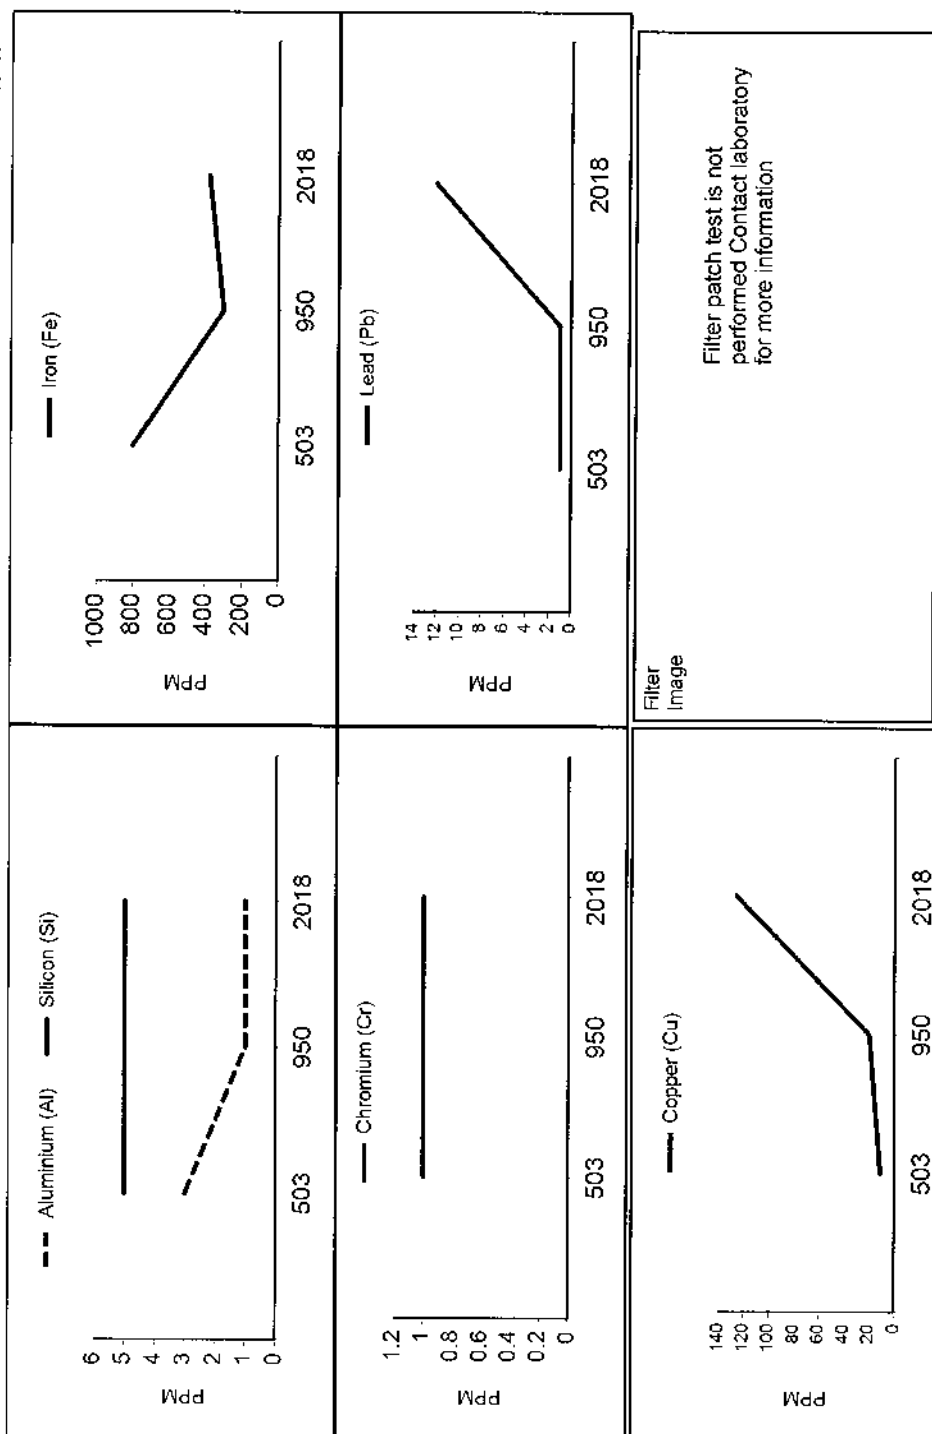 Aluminium (Al) Silicon (Si)
PPM
6
5
4
3
2
1
0
503 950 2018
Iron (Fe)
PPM
1000
800
600
400
200
0
503 950 2018
Chromium (Cr)
PPM
1.2
1
0.8
0.6
0.4
0.2
0
503 950 2018
Lead (Pb)
PPM
14
12
10
8
6
4
2
0
503 950 2018
Copper (Cu)
PPM
140
120
100
80
60
40
20
0
503 950 2018
Filter
Image
Filter patch test is not
performed Contact laboratory
for more information